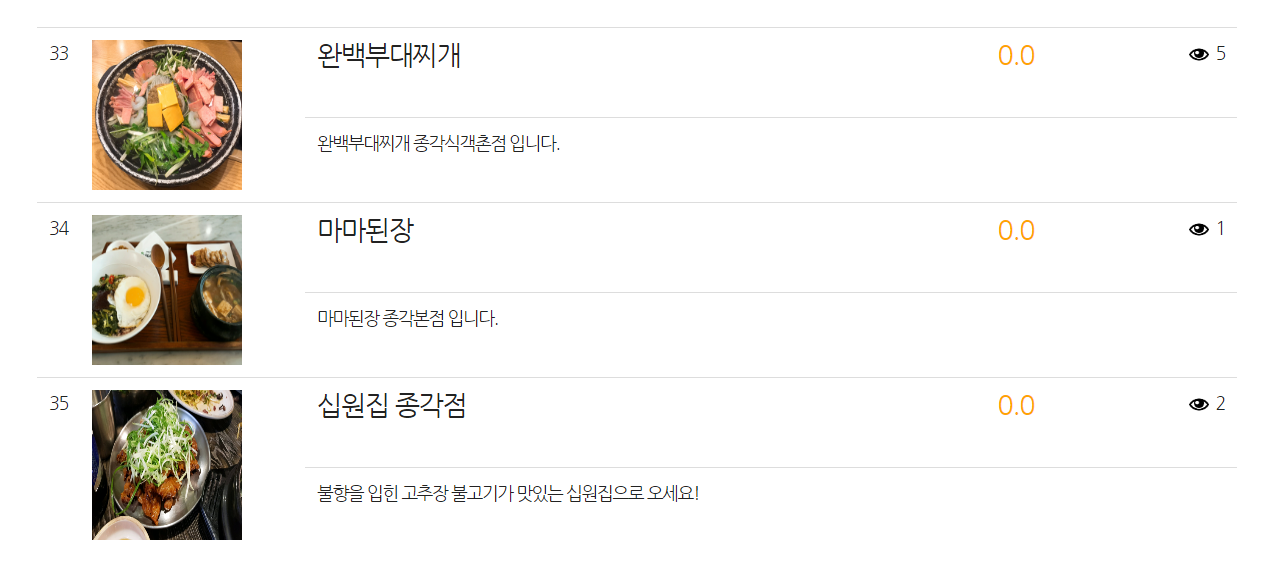 33 완백부대찌개 0.0 5
완백부대찌개 종각식객촌점 입니다.
34 마마된장 0.0 1
마마된장 종각본점 입니다.
35 십원집 종각점 0.0 2
불향을 입힌 고추장 불고기가 맛있는 십원집으로 오세요!